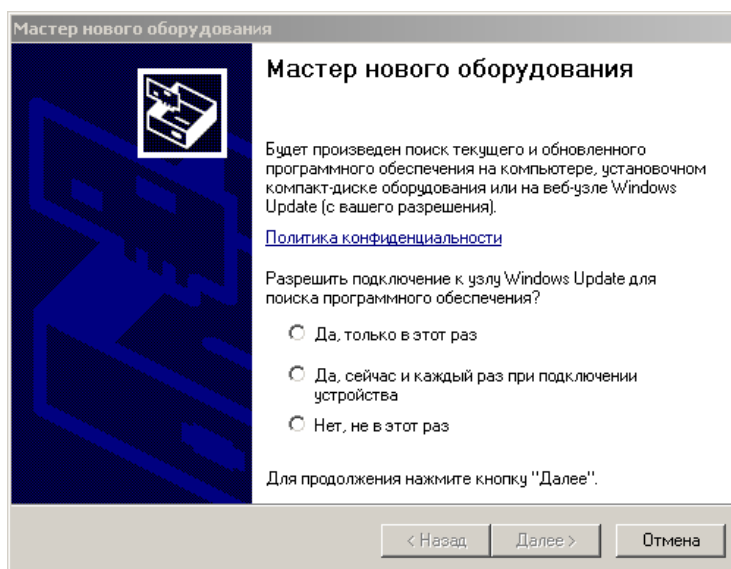 Мастер нового оборудования
Мастер нового оборудования
Будет произведен поиск текущего и обновленного
программного обеспечения на компьютере, установочном
компакт-диске оборудования или на веб-узле Windows
Update (с вашего разрешения).
Политика конфиденциальности
Разрешить подключение к узлу Windows Update для
поиска программного обеспечения?
Да, только в этот раз
Да, сейчас и каждый раз при подключении
устройства
Нет, не в этот раз
Для продолжения нажмите кнопку "Далее".
< Назад Далее > Отмена